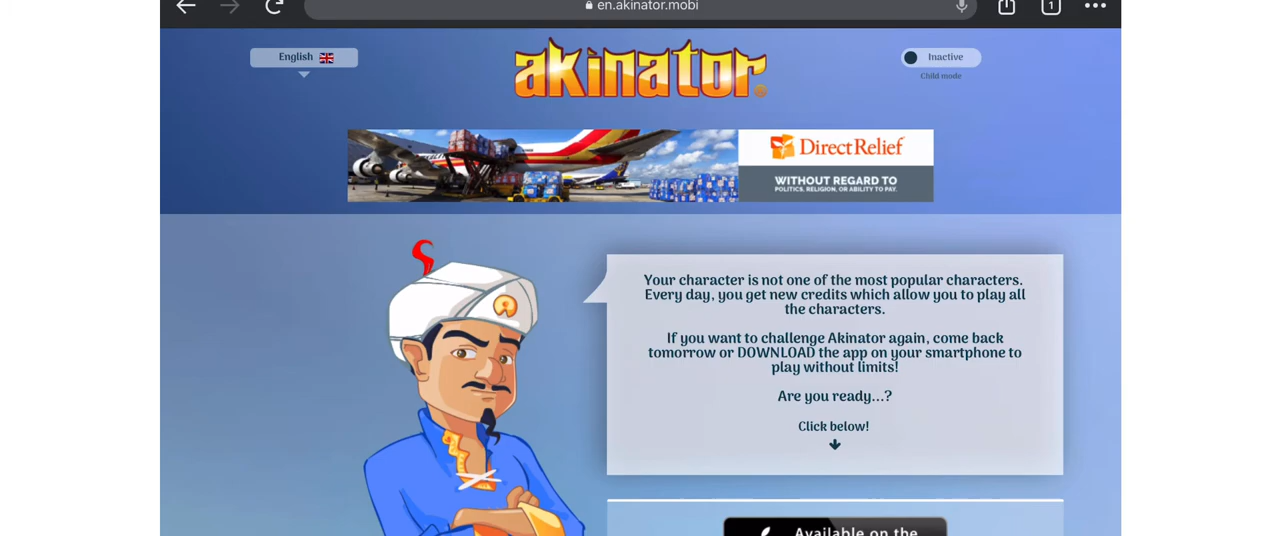 en.akinator.mobi
1
English
akinator®
Inactive
Child mode
DirectRelief
WITHOUT REGARD TO
POLITICS, RELIGION, OR ABILITY TO PAY.
Your character is not one of the most popular characters.
Every day, you get new credits which allow you to play all
the characters.
If you want to challenge Akinator again, come back
tomorrow or DOWNLOAD the app on your smartphone to
play without limits!
Are you ready...?
Click below!
Available on the